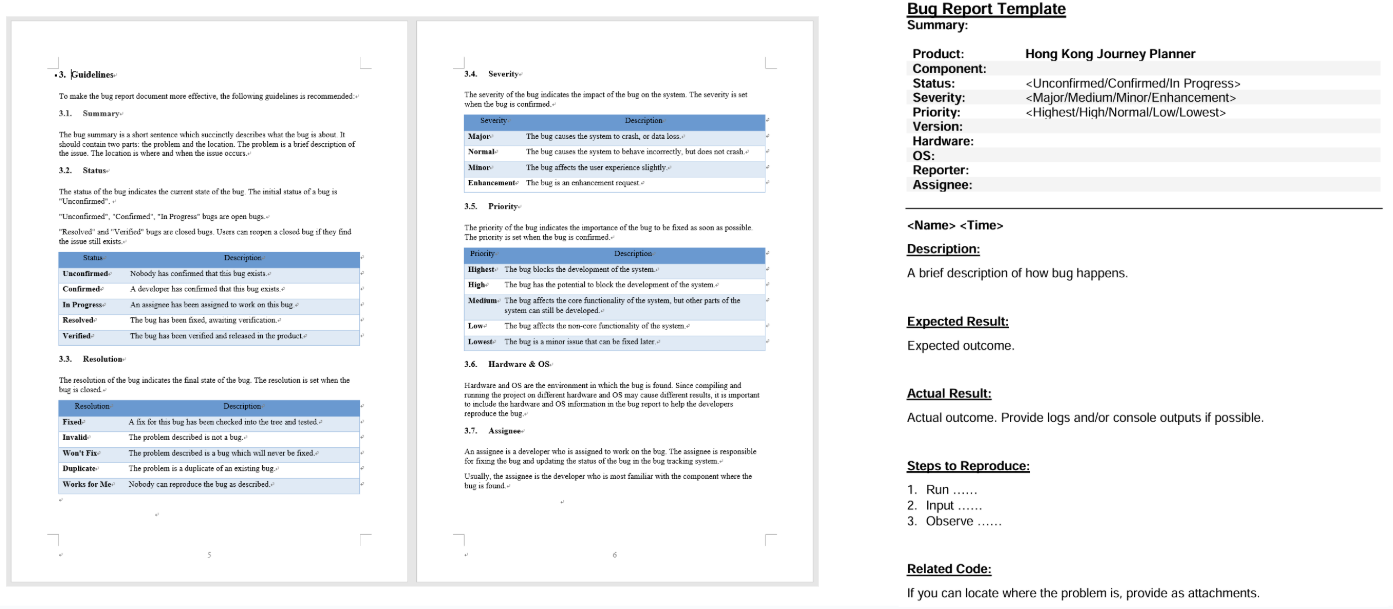 3. Guidelines
To make the bug report document more effective, the following guidelines is recommended:
3.1. Summary
The bug summary is a short sentence which succinctly describes what the bug is about. It
should contain two parts: the problem and the location. The problem is a brief description of
the issue. The location is where and when the issue occurs.
3.2. Status
The status of the bug indicates the current state of the bug. The initial status of a bug is
"Unconfirmed".
"Unconfirmed", "Confirmed", "In Progress" bugs are open bugs.
"Resolved" and "Verified" bugs are closed bugs. Users can reopen a closed bug if they find
the issue still exists.
Status Description
Unconfirmed Nobody has confirmed that this bug exists.
Confirmed A developer has confirmed that this bug exists.
In Progress An assignee has been assigned to work on this bug.
Resolved The bug has been fixed, awaiting verification.
Verified The bug has been verified and released in the product.
3.3. Resolution
The resolution of the bug indicates the final state of the bug. The resolution is set when the
bug is closed.
Resolution Description
Fixed A fix for this bug has been checked into the tree and tested.
Invalid The problem described is not a bug.
Won't Fix The problem described is a bug which will never be fixed.
Duplicate The problem is a duplicate of an existing bug.
Works for Me Nobody can reproduce the bug as described.
5
3.4. Severity
The severity of the bug indicates the impact of the bug on the system. The severity is set
when the bug is confirmed.
Severity Description
Major The bug causes the system to crash, or data loss.
Normal The bug causes the system to behave incorrectly, but does not crash.
Minor The bug affects the user experience slightly.
Enhancement The bug is an enhancement request.
3.5. Priority
The priority of the bug indicates the importance of the bug to be fixed as soon as possible.
The priority is set when the bug is confirmed.
Priority Description
Highest The bug blocks the development of the system.
High The bug has the potential to block the development of the system.
Medium The bug affects the core functionality of the system, but other parts of the
system can still be developed.
Low The bug affects the non-core functionality of the system.
Lowest The bug is a minor issue that can be fixed later.
3.6. Hardware & OS
Hardware and OS are the environment in which the bug is found. Since compiling and
running the project on different hardware and OS may cause different results, it is important
to include the hardware and OS information in the bug report to help the developers
reproduce the bug.
3.7. Assignee
An assignee is a developer who is assigned to work on the bug. The assignee is responsible
for fixing the bug and updating the status of the bug in the bug tracking system.
Usually, the assignee is the developer who is most familiar with the component where the
bug is found.
6
Bug Report Template
Summary:
Product: Hong Kong Journey Planner
Component:
Status: <Unconfirmed/Confirmed/In Progress>
Severity: <Major/Medium/Minor/Enhancement>
Priority: <Highest/High/Normal/Low/Lowest>
Version:
Hardware:
OS:
Reporter:
Assignee:
<Name> <Time>
Description:
A brief description of how bug happens.
Expected Result:
Expected outcome.
Actual Result:
Actual outcome. Provide logs and/or console outputs if possible.
Steps to Reproduce:
1. Run ……
2. Input ……
3. Observe ……
Related Code:
If you can locate where the problem is, provide as attachments.